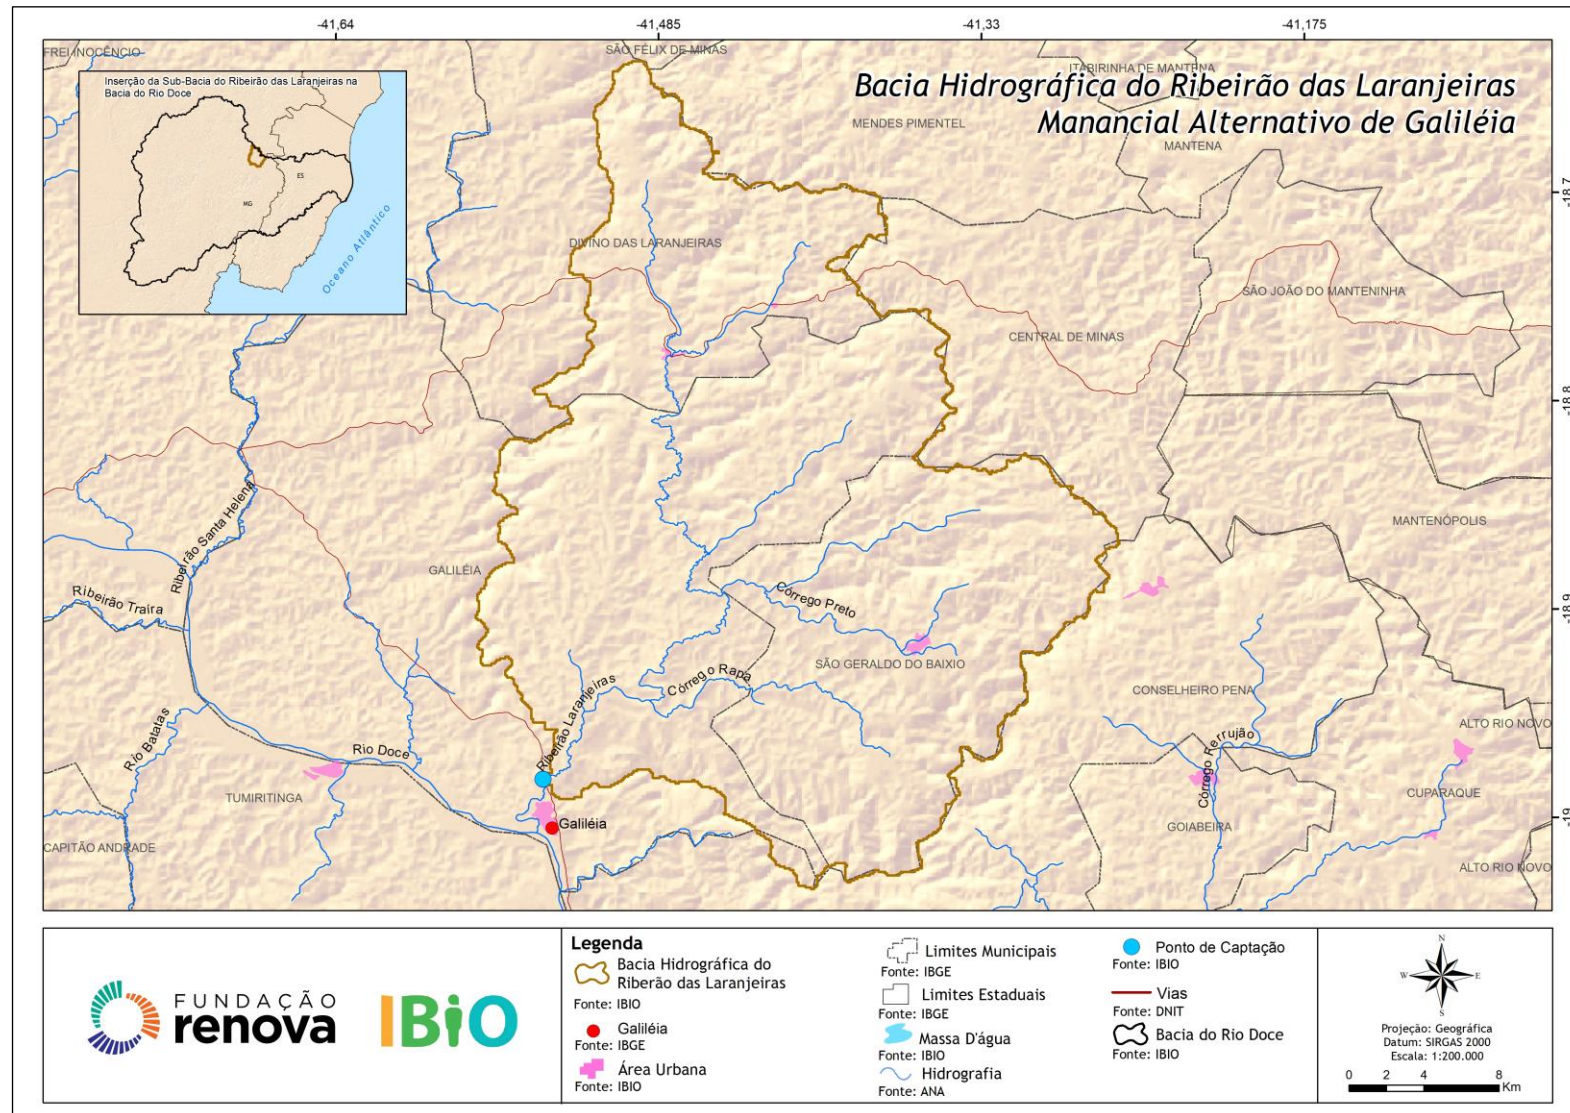 -41,64
-41,485
-41,33
-41,175
FREI INOCÊNCIO
SÃO FÉLIX DE MINAS
ITABIRINHA DE MANTENA
Inserção da Sub-Bacia do Ribeirão das Laranjeiras na
Bacia do Rio Doce
ES
MG
Oceano Atlântico
Bacia Hidrográfica do Ribeirão das Laranjeiras
Manancial Alternativo de Galiléia
MENDES PIMENTEL
MANTENA
-18,7
DIVINO DAS LARANJEIRAS
SÃO JOÃO DO MANTENINHA
CENTRAL DE MINAS
-18,8
Ribeirão Santa Helena
MANTENÓPOLIS
GALILÉIA
Ribeirão Traíra
Córrego Preto
-18,9
SÃO GERALDO DO BAIXIO
Córrego Rapa
CONSELHEIRO PENA
Ribeirão Laranjeiras
Rio Batatas
Rio Doce
ALTO RIO NOVO
Córrego Rerrujão
TUMIRITINGA
CUPARAQUE
Galiléia
GOIABEIRA
-19
CAPITÃO ANDRADE
ALTO RIO NOVO
FUNDAÇÃO
renova
IBiO
Legenda
Bacia Hidrográfica do
Riberão das Laranjeiras
Fonte: IBIO
Galiléia
Fonte: IBGE
Área Urbana
Fonte: IBIO
Limites Municipais
Fonte: IBGE
Limites Estaduais
Fonte: IBGE
Massa D'água
Fonte: IBIO
Hidrografia
Fonte: ANA
Ponto de Captação
Fonte: IBIO
Vias
Fonte: DNIT
Bacia do Rio Doce
Fonte: IBIO
N
W
E
S
Projeção: Geográfica
Datum: SIRGAS 2000
Escala: 1:200.000
0 2 4 8
Km